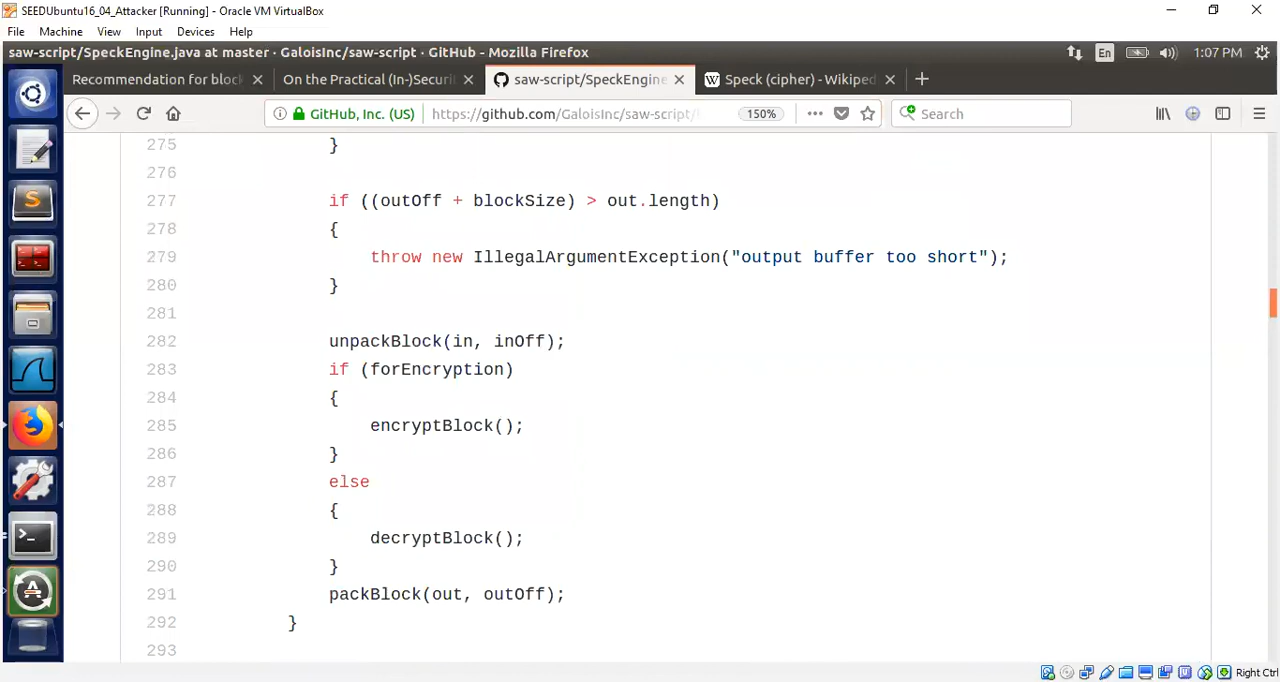 SEEDUbuntu16_04_Attacker [Running] - Oracle VM VirtualBox
File Machine View Input Devices Help
saw-script/SpeckEngine.java at master · GaloisInc/saw-script · GitHub - Mozilla Firefox
En
1:07 PM
Recommendation for block
On the Practical (In-)Securi
saw-script/SpeckEngine
Speck (cipher) - Wikiped
GitHub, Inc. (US)
https://github.com/GaloisInc/saw-script/
150%
Search
275 }
276
277 if ((outOff + blockSize) > out.length)
278 {
279 throw new IllegalArgumentException("output buffer too short");
280 }
281
282 unpackBlock(in, inOff);
283 if (forEncryption)
284 {
285 encryptBlock();
286 }
287 else
288 {
289 decryptBlock();
290 }
291 packBlock(out, outOff);
292 }
293
Right Ctrl